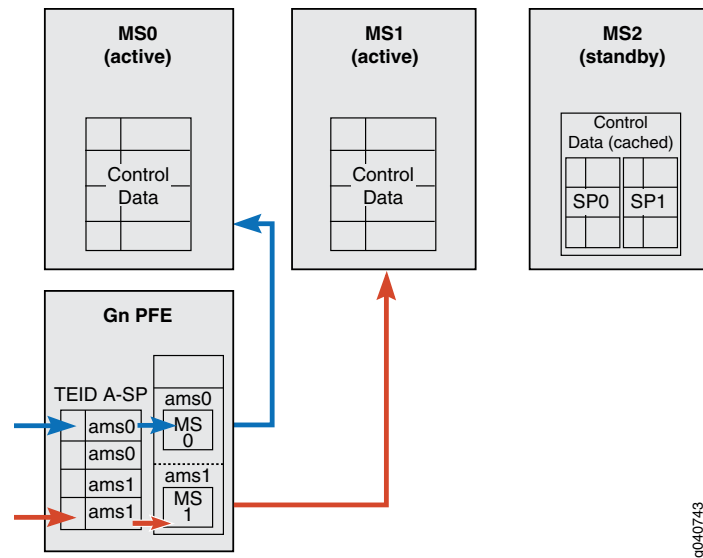 MS0
(active)
MS1
(active)
MS2
(standby)
Control
Data
Control
Data
Control
Data (cached)
SP0
SP1
Gn PFE
TEID A-SP
ams0
ams0
ams1
ams1
ams0
MS
0
ams1
MS
1
g040743